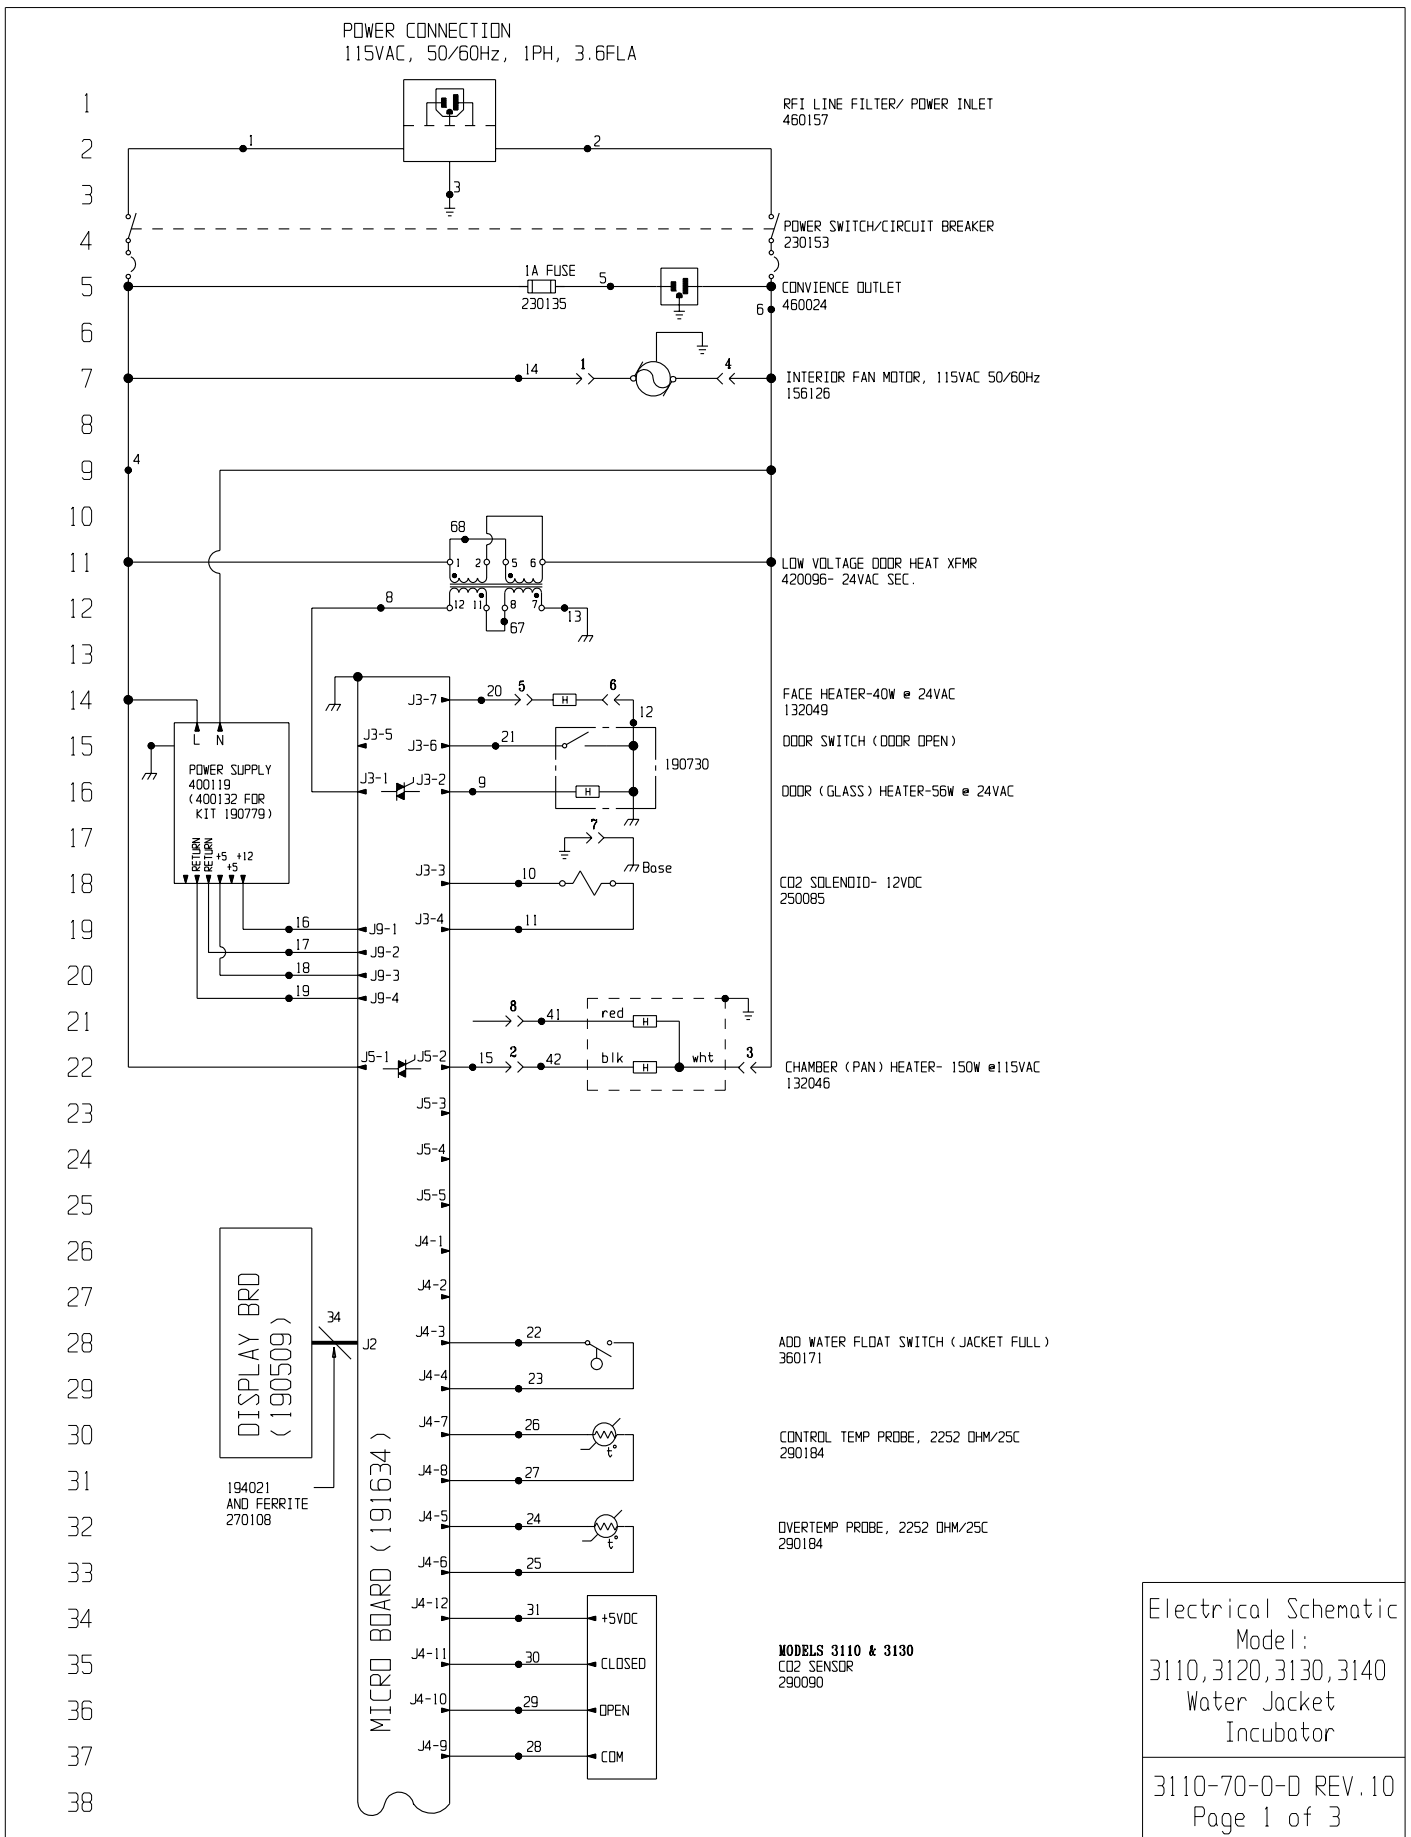 POWER CONNECTION
115VAC, 50/60Hz, 1PH, 3.6FLA
1
RFI LINE FILTER/ POWER INLET
460157
2
1
2
3
3
4
POWER SWITCH/CIRCUIT BREAKER
230153
5
1A FUSE
230135
5
CONVIENCE OUTLET
460024
6
6
7
14
1
4
INTERIOR FAN MOTOR, 115VAC 50/60Hz
156126
8
9
4
10
68
11
1
2
5
6
LOW VOLTAGE DOOR HEAT XFMR
420096- 24VAC SEC.
12
8
12
11
8
7
13
67
13
14
J3-7
20
5
6
FACE HEATER-40W @ 24VAC
132049
H
12
15
L
N
J3-5
J3-6
21
DOOR SWITCH (DOOR OPEN)
190730
POWER SUPPLY
400119
(400132 FOR
KIT 190779)
16
J3-1
J3-2
9
H
DOOR (GLASS) HEATER-56W @ 24VAC
17
7
RETURN
RETURN
+5
+5
+12
Base
18
J3-3
10
CO2 SOLENOID- 12VDC
250085
19
16
J9-1
J3-4
11
17
J9-2
20
18
J9-3
19
J9-4
21
8
41
red
H
22
J5-1
J5-2
15
2
42
blk
H
wht
3
CHAMBER (PAN) HEATER- 150W @115VAC
132046
23
J5-3
24
J5-4
25
J5-5
26
J4-1
27
J4-2
DISPLAY BRD
(190509)
34
28
J2
J4-3
22
ADD WATER FLOAT SWITCH (JACKET FULL)
360171
29
J4-4
23
30
J4-7
26
t°
CONTROL TEMP PROBE, 2252 OHM/25C
290184
31
J4-8
27
194021
AND FERRITE
270108
MICRO BOARD (191634)
32
J4-5
24
t°
OVERTEMP PROBE, 2252 OHM/25C
290184
33
J4-6
25
34
J4-12
31
+5VDC
35
J4-11
30
CLOSED
MODELS 3110 & 3130
CO2 SENSOR
290090
36
J4-10
29
OPEN
37
J4-9
28
COM
38
Electrical Schematic
Model:
3110,3120,3130,3140
Water Jacket
Incubator
3110-70-0-D REV.10
Page 1 of 3